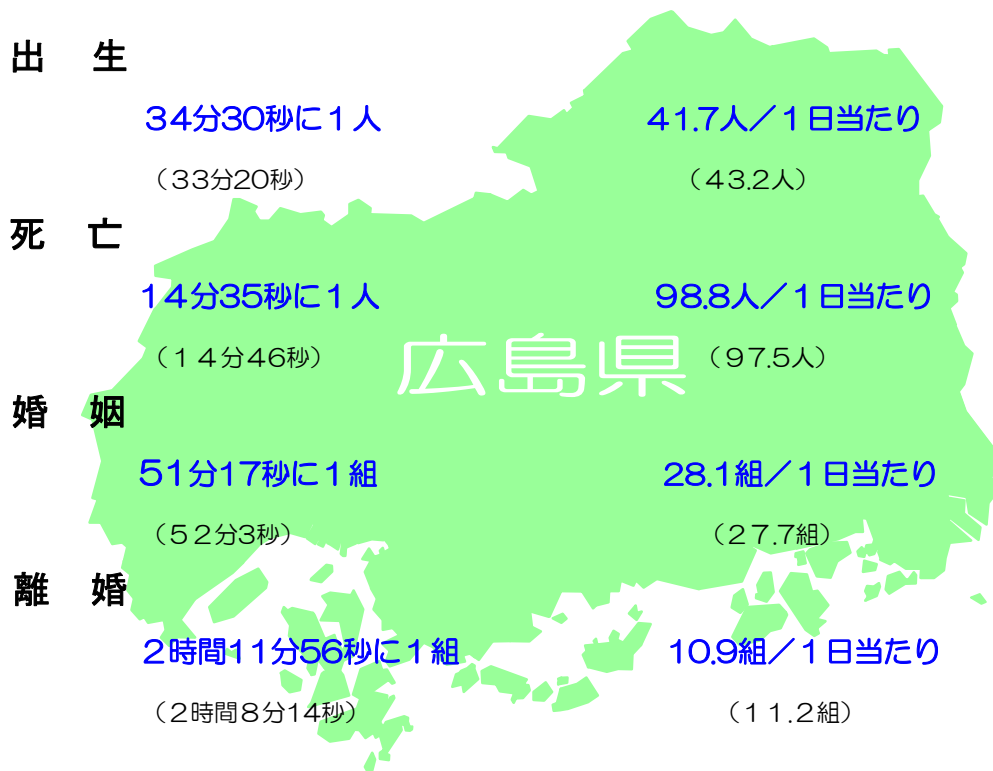 出 生
34分30秒に1人 41.7人／1日当たり
（33分20秒） （43.2人）
死 亡
14分35秒に1人 98.8人／1日当たり
広島県
（14分46秒） （97.5人）
婚 姻
51分17秒に1組 28.1組／1日当たり
（52分3秒） （27.7組）
離 婚
2時間11分56秒に1組 10.9組／1日当たり
（2時間8分14秒） （11.2組）